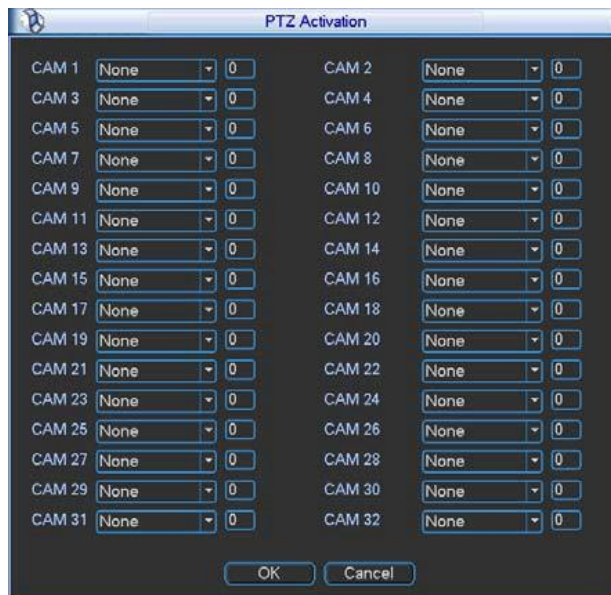 PTZ Activation
CAM 1 None 0 CAM 2 None 0
CAM 3 None 0 CAM 4 None 0
CAM 5 None 0 CAM 6 None 0
CAM 7 None 0 CAM 8 None 0
CAM 9 None 0 CAM 10 None 0
CAM 11 None 0 CAM 12 None 0
CAM 13 None 0 CAM 14 None 0
CAM 15 None 0 CAM 16 None 0
CAM 17 None 0 CAM 18 None 0
CAM 19 None 0 CAM 20 None 0
CAM 21 None 0 CAM 22 None 0
CAM 23 None 0 CAM 24 None 0
CAM 25 None 0 CAM 26 None 0
CAM 27 None 0 CAM 28 None 0
CAM 29 None 0 CAM 30 None 0
CAM 31 None 0 CAM 32 None 0
OK Cancel